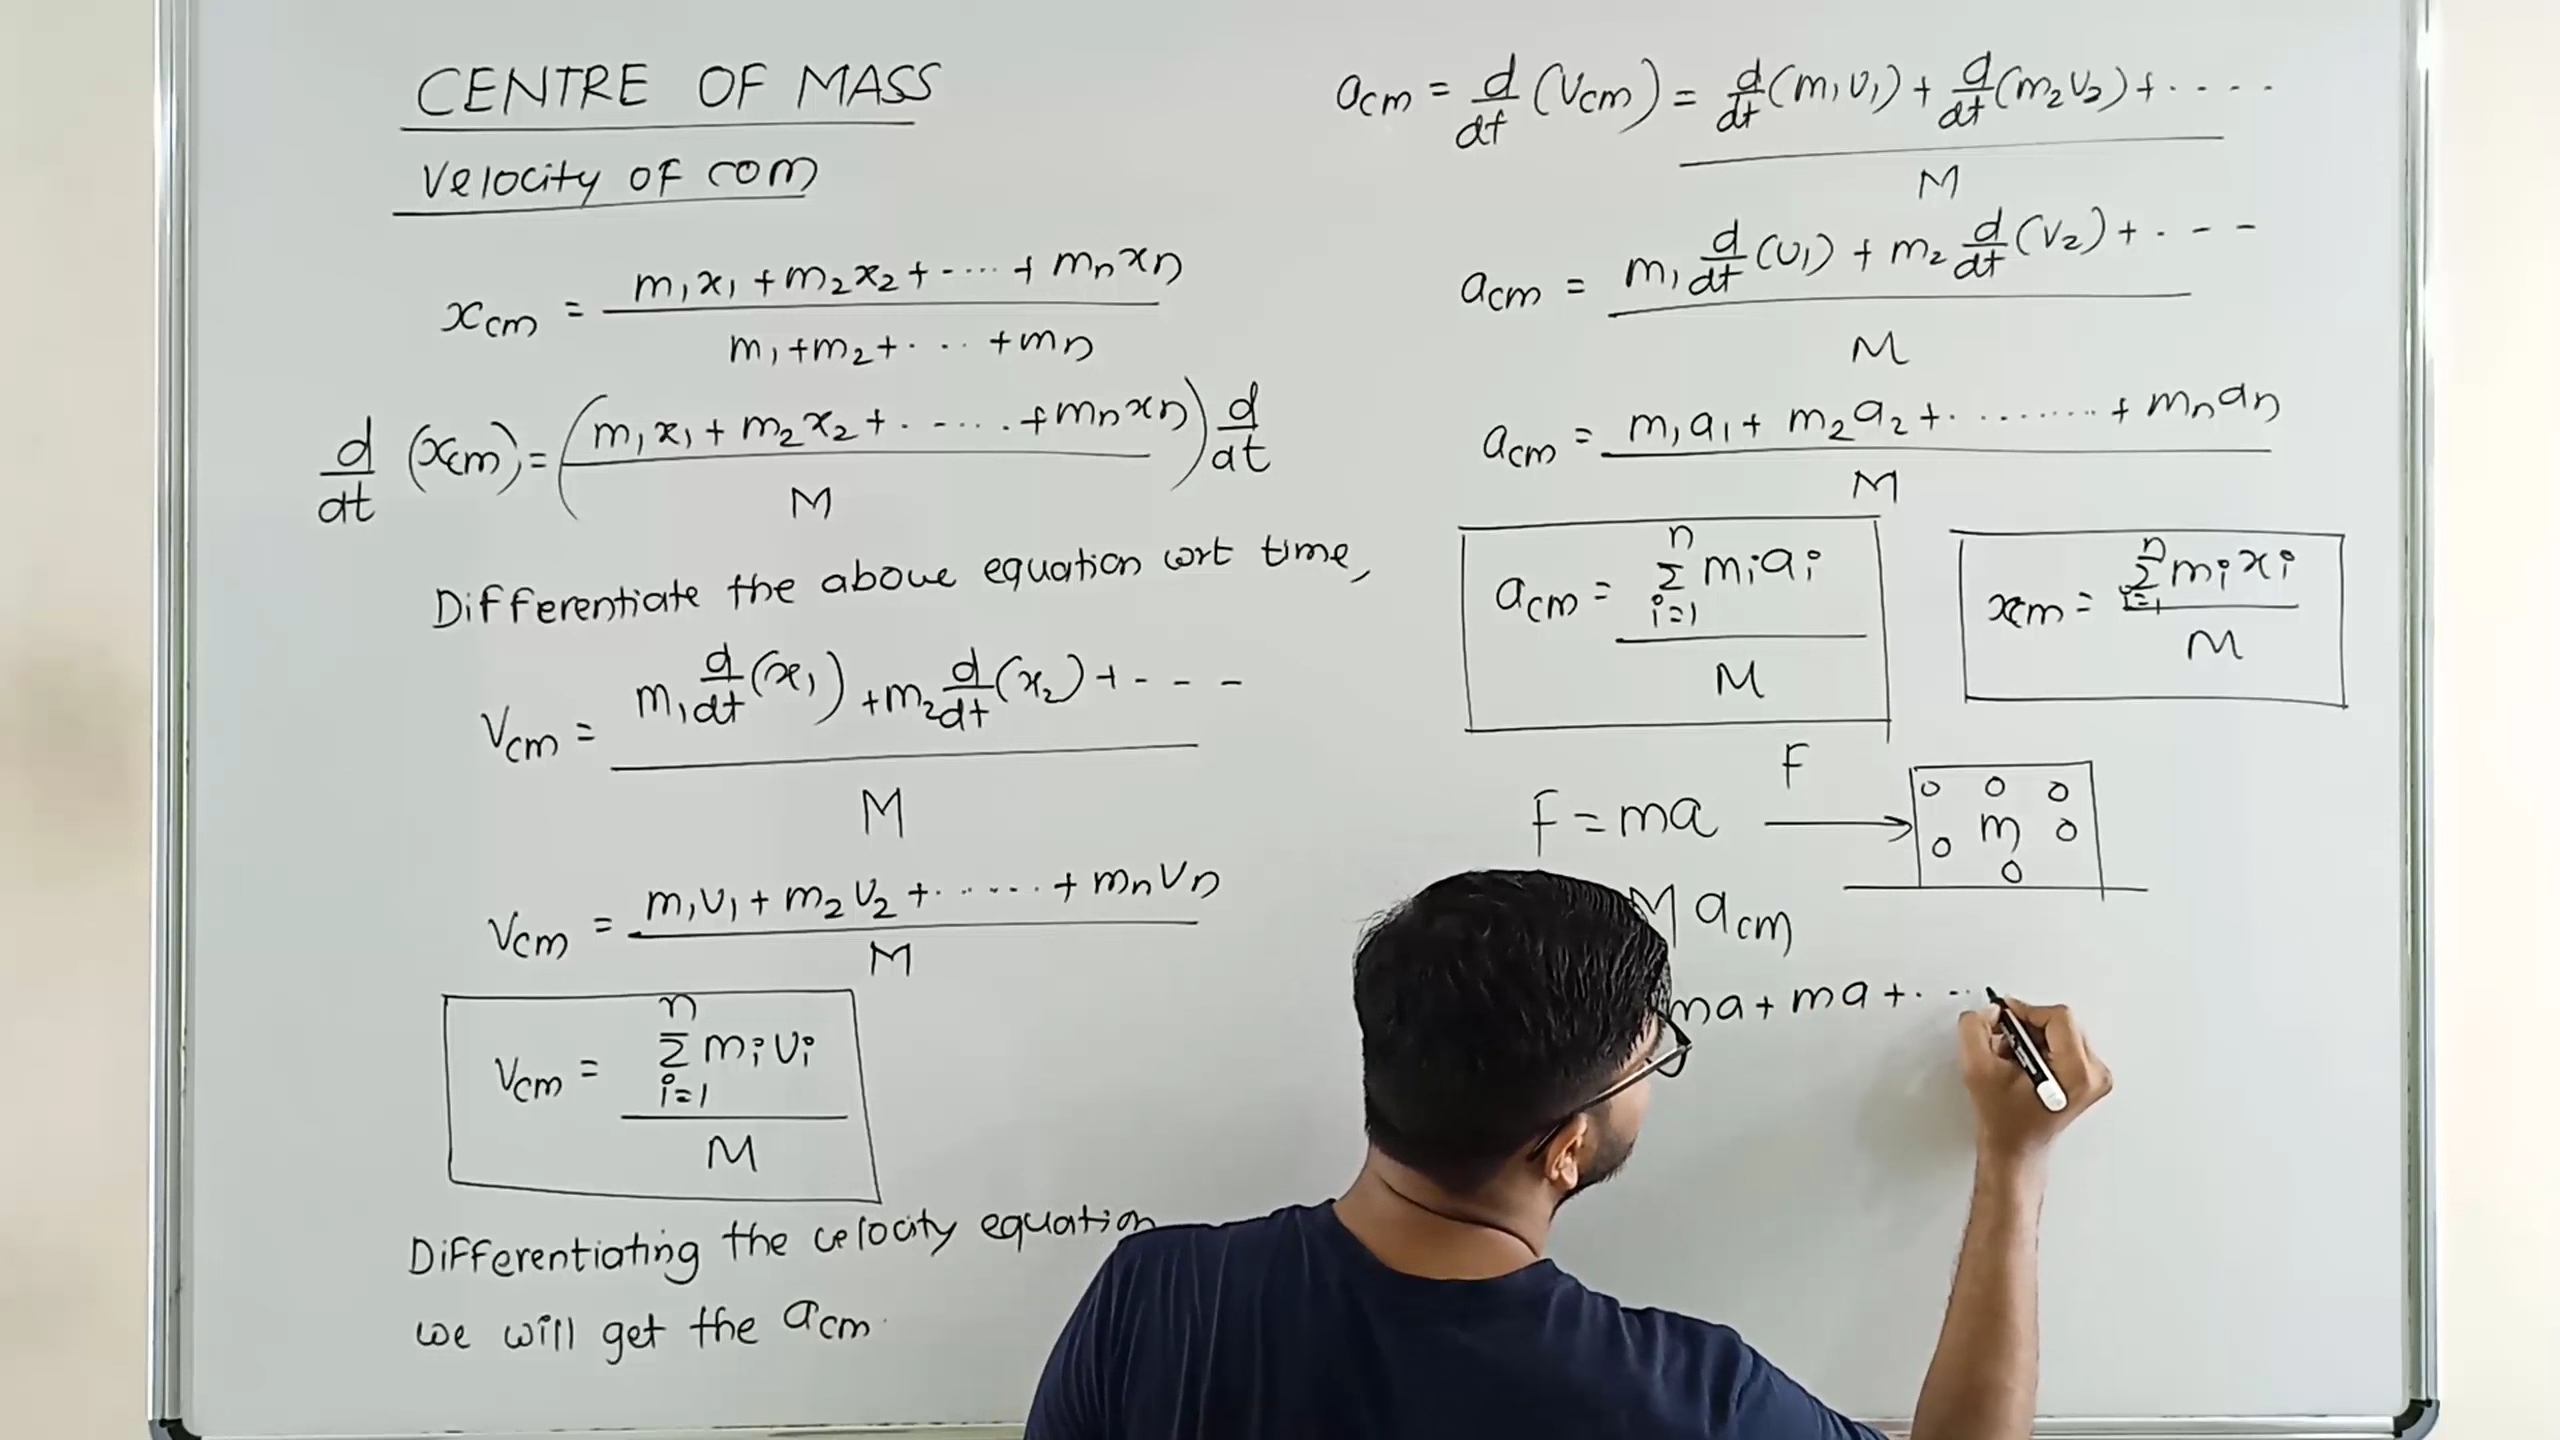 CENTRE OF MASS
Velocity OF com
xcm = m₁x₁ + m₂x₂ + ······ + mₙxₙ
m₁ + m₂ + · ·· + mₙ
d/dt (xcm) = (m₁x₁ + m₂x₂ + ······ + mₙxₙ / M) d/dt
Differentiate the above equation wrt time,
Vcm = m₁ d/dt (x₁) + m₂ d/dt (x₂) + - - -
M
Vcm = m₁v₁ + m₂v₂ + ······ + mₙvₙ
M
Vcm = n Σ i=1 mᵢvᵢ
M
Differentiating the velocity equation
we will get the acm.
acm = d/dt (Vcm) = d/dt (m₁v₁) + d/dt (m₂v₂) + ····
M
acm = m₁ d/dt (v₁) + m₂ d/dt (v₂) + · - -
M
acm = m₁a₁ + m₂a₂ + ········ + mₙaₙ
M
acm = n Σ i=1 mᵢaᵢ
M
xcm = n Σ i=1 mᵢxᵢ
M
F = ma
F
m
M acm
ma + ma + · ··